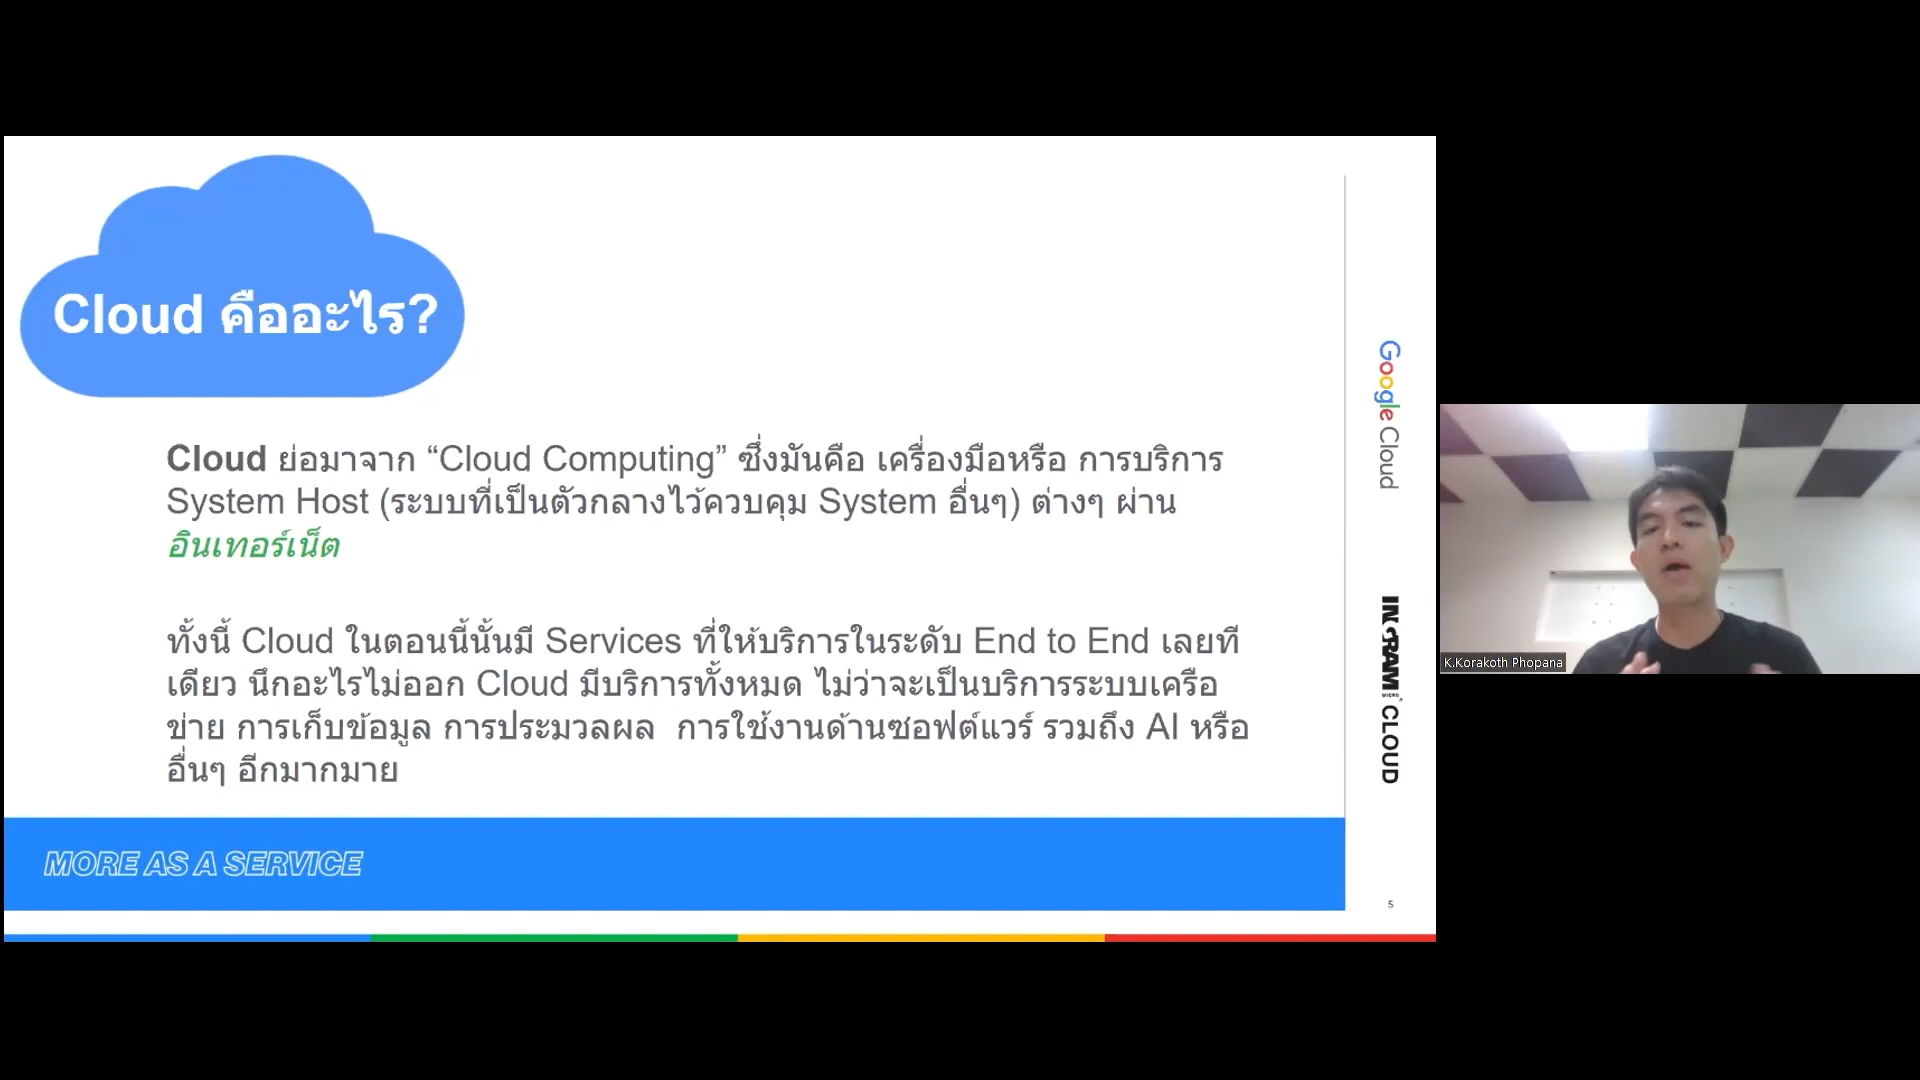 Cloud คืออะไร?
Cloud ย่อมาจาก “Cloud Computing” ซึ่งมันคือ เครื่องมือหรือ การบริการ
System Host (ระบบที่เป็นตัวกลางไว้ควบคุม System อื่นๆ) ต่างๆ ผ่าน
อินเทอร์เน็ต
ทั้งนี้ Cloud ในตอนนี้นั้นมี Services ที่ให้บริการในระดับ End to End เลยที
เดียว นึกอะไรไม่ออก Cloud มีบริการทั้งหมด ไม่ว่าจะเป็นบริการระบบเครือ
ข่าย การเก็บข้อมูล การประมวลผล  การใช้งานด้านซอฟต์แวร์ รวมถึง AI หรือ
อื่นๆ อีกมากมาย
MORE AS A SERVICE
Google Cloud
INGRAM MICRO CLOUD
5
K.Korakoth Phopana